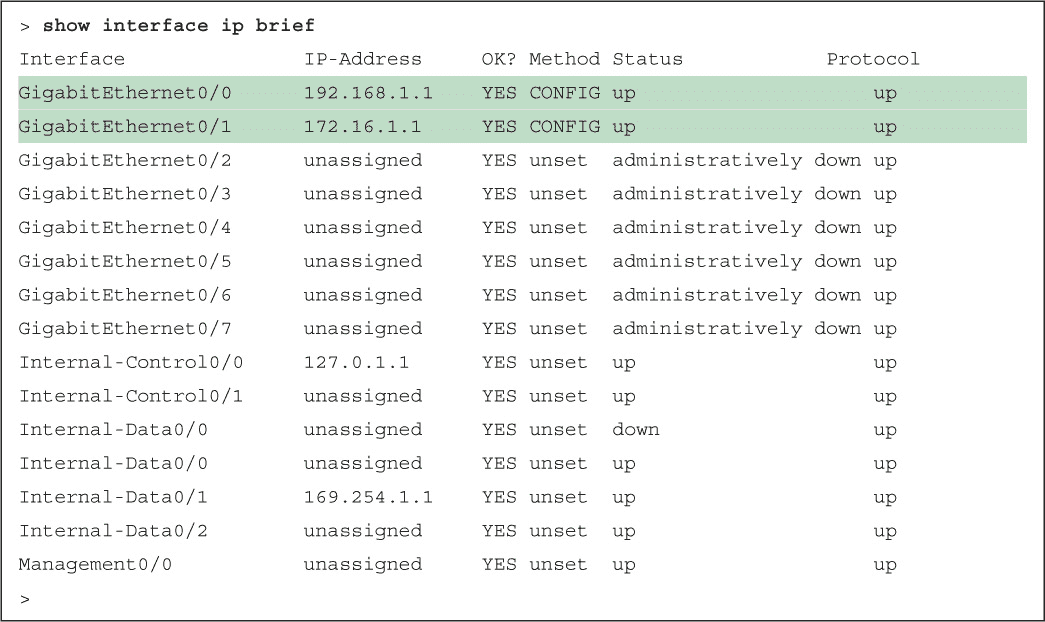 > show interface ip brief
Interface IP-Address OK? Method Status Protocol
GigabitEthernet0/0 192.168.1.1 YES CONFIG up up
GigabitEthernet0/1 172.16.1.1 YES CONFIG up up
GigabitEthernet0/2 unassigned YES unset administratively down up
GigabitEthernet0/3 unassigned YES unset administratively down up
GigabitEthernet0/4 unassigned YES unset administratively down up
GigabitEthernet0/5 unassigned YES unset administratively down up
GigabitEthernet0/6 unassigned YES unset administratively down up
GigabitEthernet0/7 unassigned YES unset administratively down up
Internal-Control0/0 127.0.1.1 YES unset up up
Internal-Control0/1 unassigned YES unset up up
Internal-Data0/0 unassigned YES unset down up
Internal-Data0/0 unassigned YES unset up up
Internal-Data0/1 169.254.1.1 YES unset up up
Internal-Data0/2 unassigned YES unset up up
Management0/0 unassigned YES unset up up
>